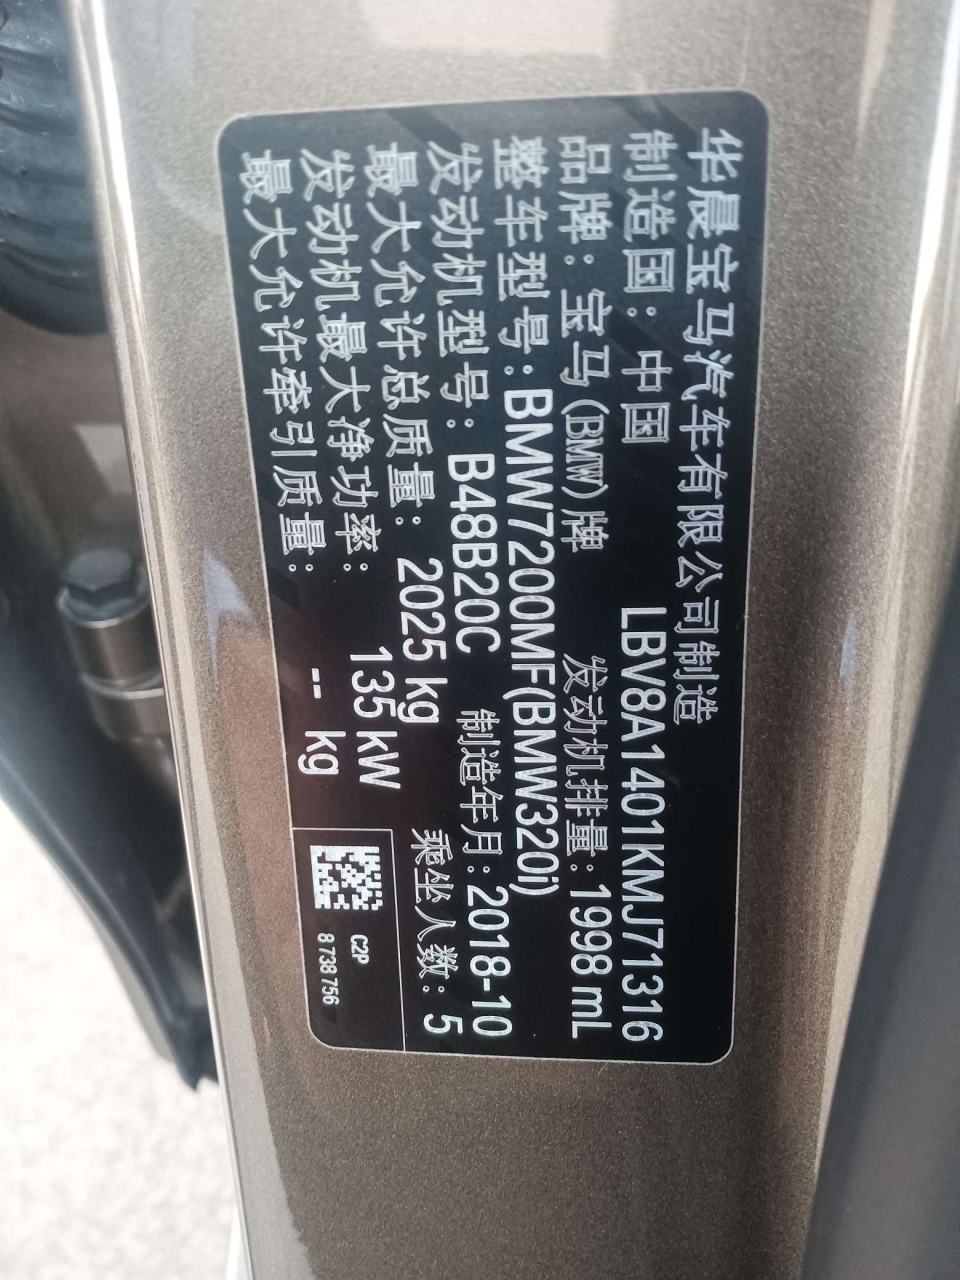 华晨宝马汽车有限公司制造
制造国：中国 LBV8A1401KMJ71316
品牌：宝马(BMW)牌 发动机排量：1998 mL
整车型号：BMW7200MF(BMW320i)
发动机型号：B48B20C 制造年月：2018-10
最大允许总质量：2025 kg 乘坐人数：5
发动机最大净功率：135 kW
最大允许牵引质量：-- kg
C2P
8 738 756